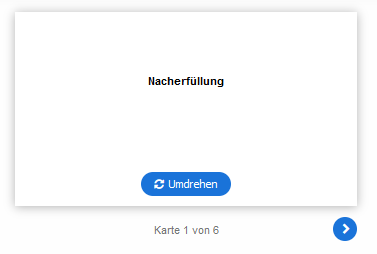 Nacherfüllung
Umdrehen
Karte 1 von 6